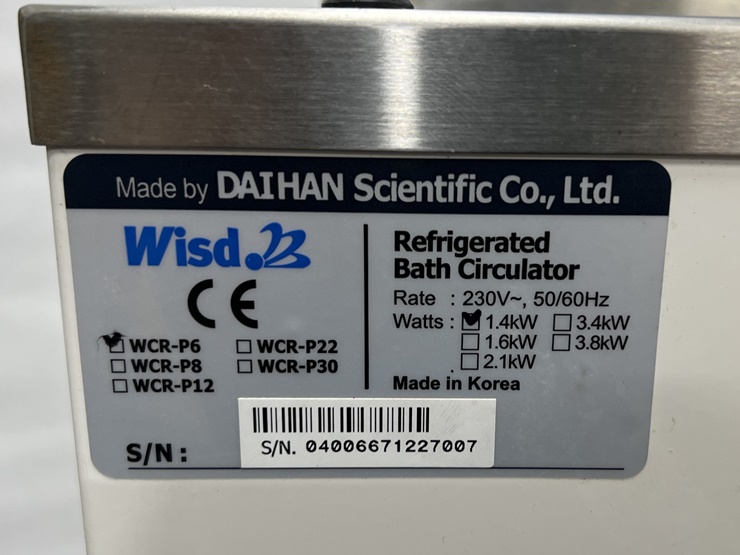 Made by DAIHAN Scientific Co., Ltd.
Wisd.
CE
WCR-P6 WCR-P22
WCR-P8 WCR-P30
WCR-P12
Refrigerated
Bath Circulator
Rate : 230V~, 50/60Hz
Watts : 1.4kW 3.4kW
1.6kW 3.8kW
2.1kW
Made in Korea
S/N :
S/N. 04006671227007